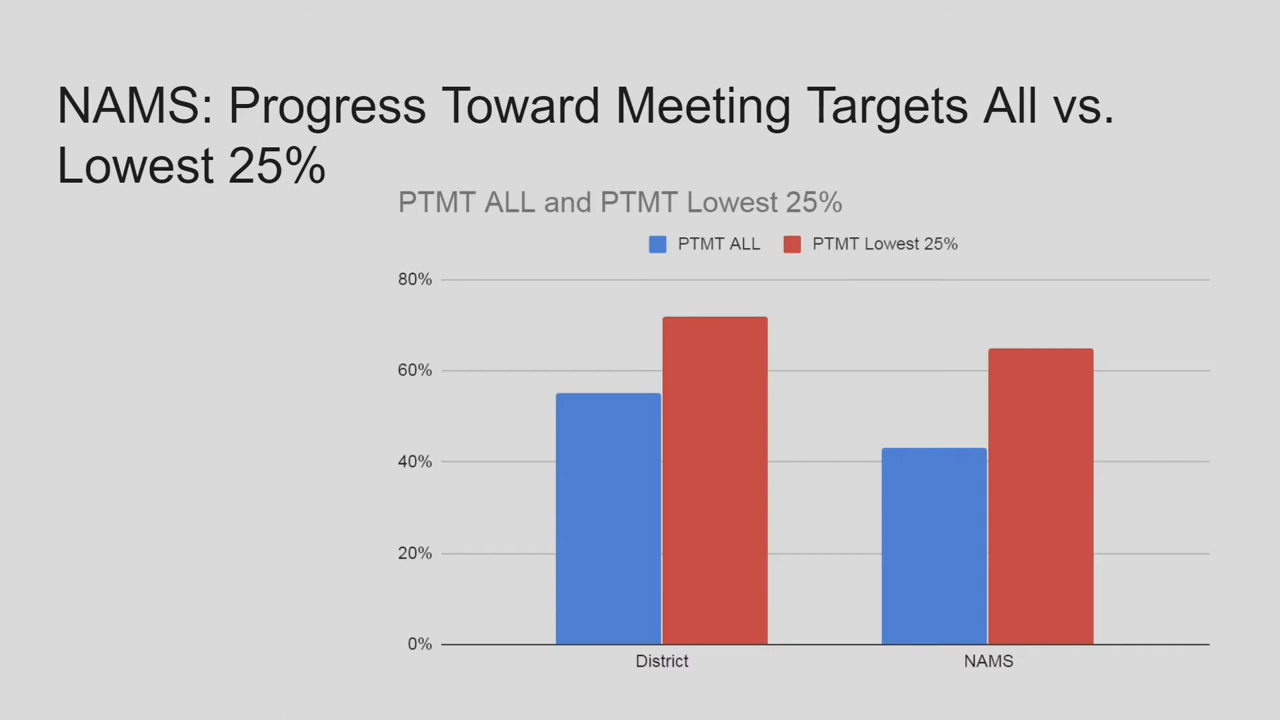 NAMS: Progress Toward Meeting Targets All vs.
Lowest 25%
PTMT ALL and PTMT Lowest 25%
PTMT ALL PTMT Lowest 25%
80%
60%
40%
20%
0%
District NAMS